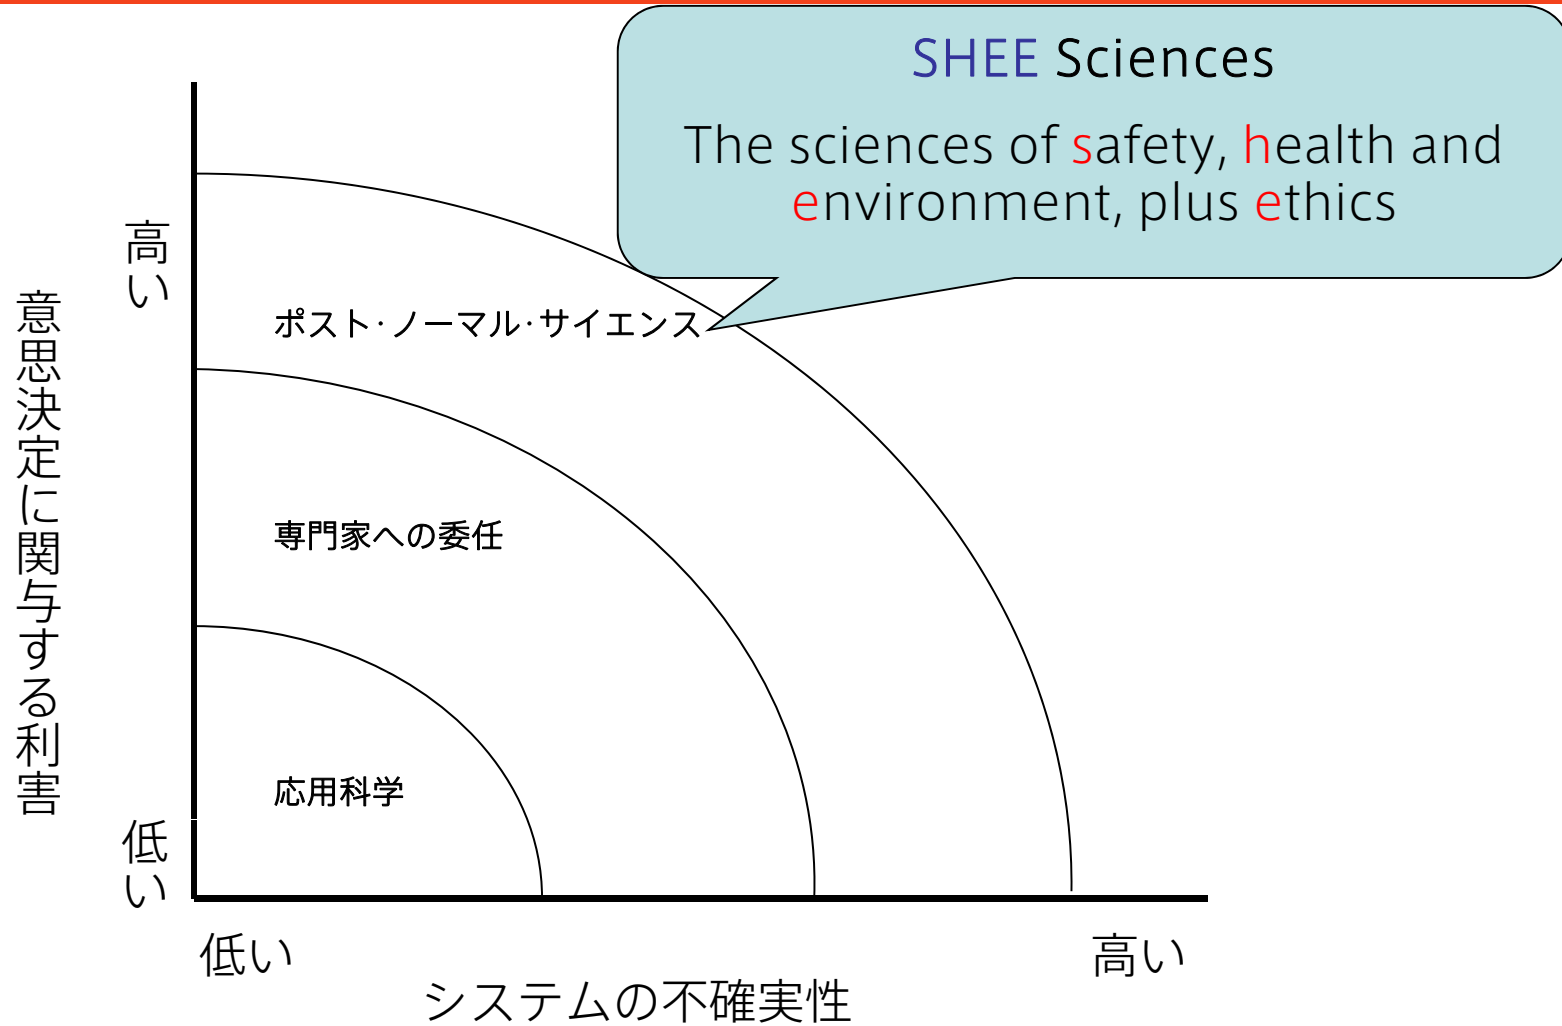 SHEE Sciences
The sciences of safety, health and
environment, plus ethics
高い
意思決定に関与する利害
ポスト・ノーマル・サイエンス
専門家への委任
応用科学
低い
低い
高い
システムの不確実性